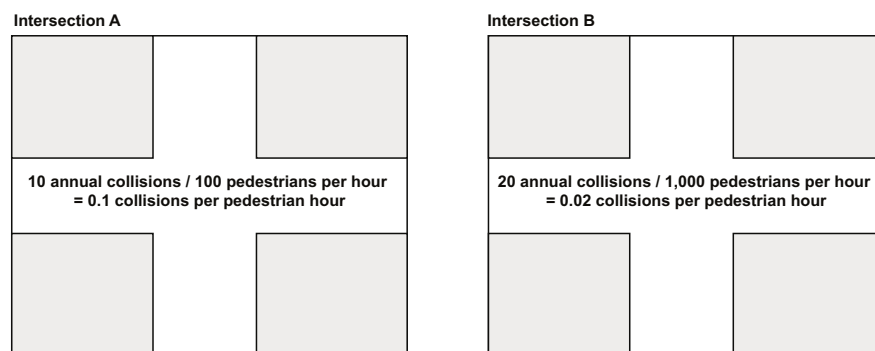 Intersection A
Intersection B
10 annual collisions / 100 pedestrians per hour
= 0.1 collisions per pedestrian hour
20 annual collisions / 1,000 pedestrians per hour
= 0.02 collisions per pedestrian hour